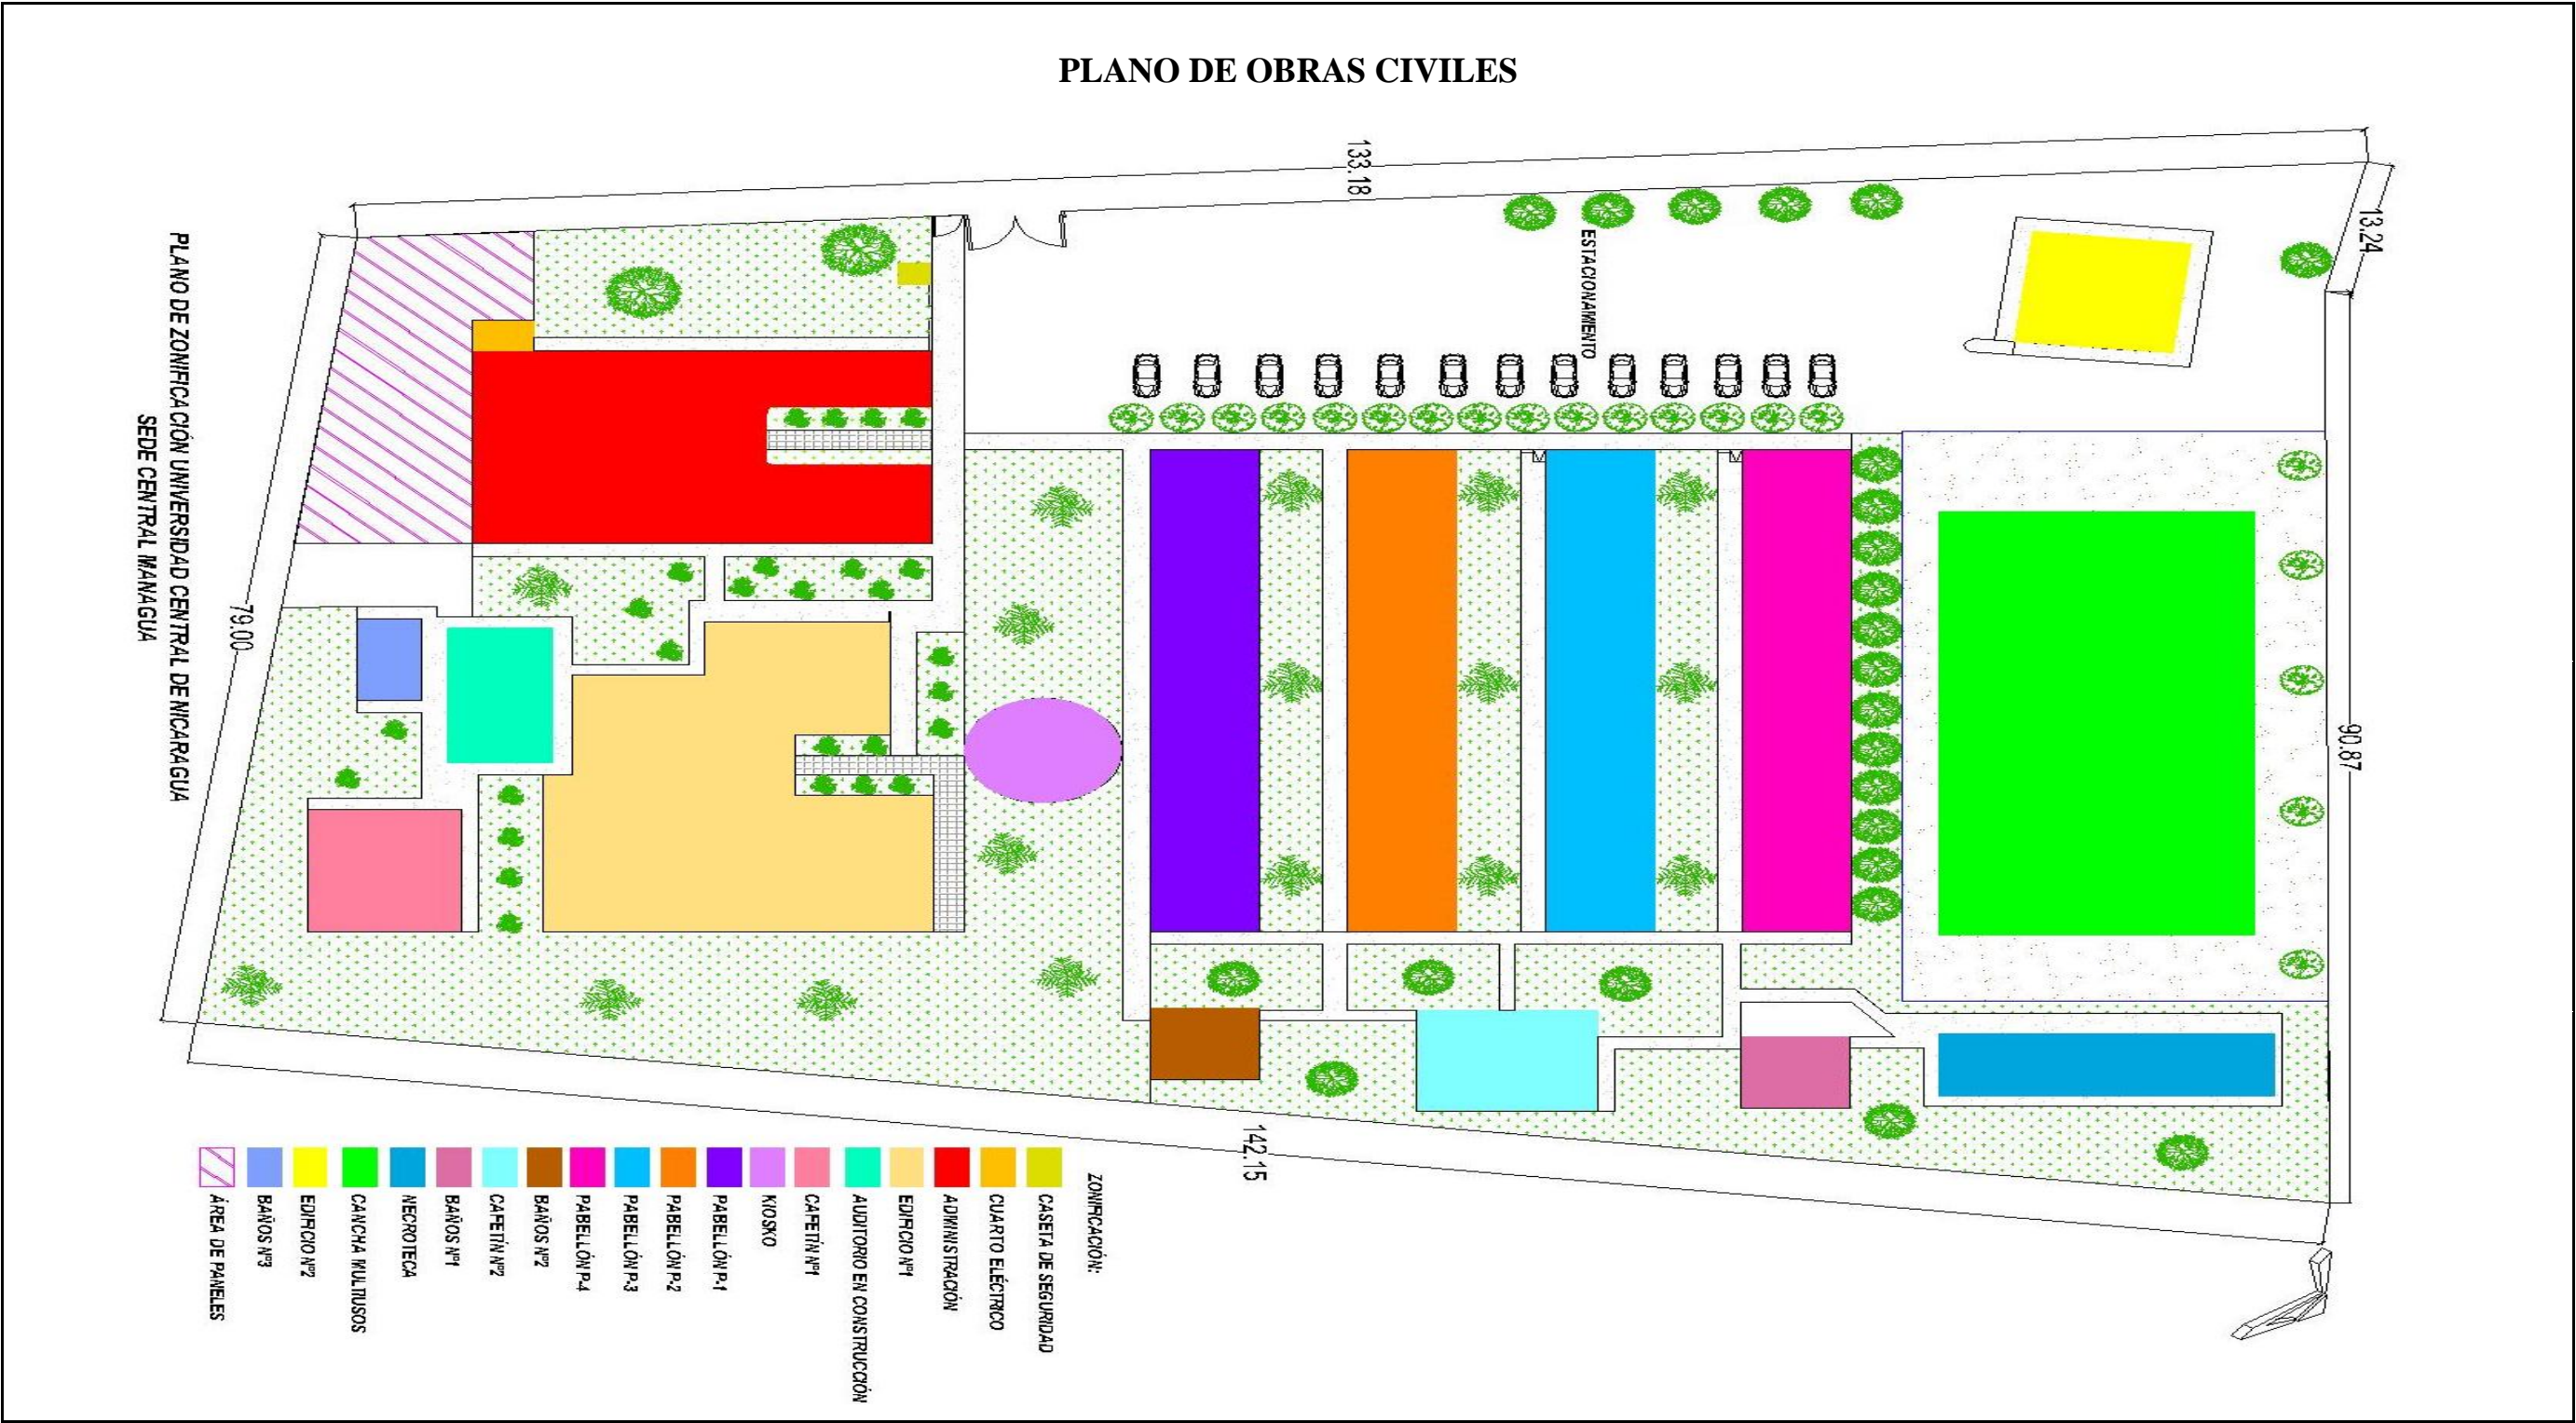 PLANO DE OBRAS CIVILES
133.18
13.24
ESTACIONAMIENTO
90.87
79.00
142.15
PLANO DE ZONIFICACIÓN UNIVERSIDAD CENTRAL DE NICARAGUA
SEDE CENTRAL MANAGUA
ZONIFICACIÓN:
CASETA DE SEGURIDAD
CUARTO ELÉCTRICO
ADMINISTRACIÓN
EDIFICIO Nº1
AUDITORIO EN CONSTRUCCIÓN
CAFETÍN Nº1
KIOSKO
PABELLÓN P-1
PABELLÓN P-2
PABELLÓN P-3
PABELLÓN P-4
BAÑOS Nº2
CAFETÍN Nº2
BAÑOS Nº1
NECROTECA
CANCHA MULTIUSOS
EDIFICIO Nº2
BAÑOS Nº3
ÁREA DE PANELES